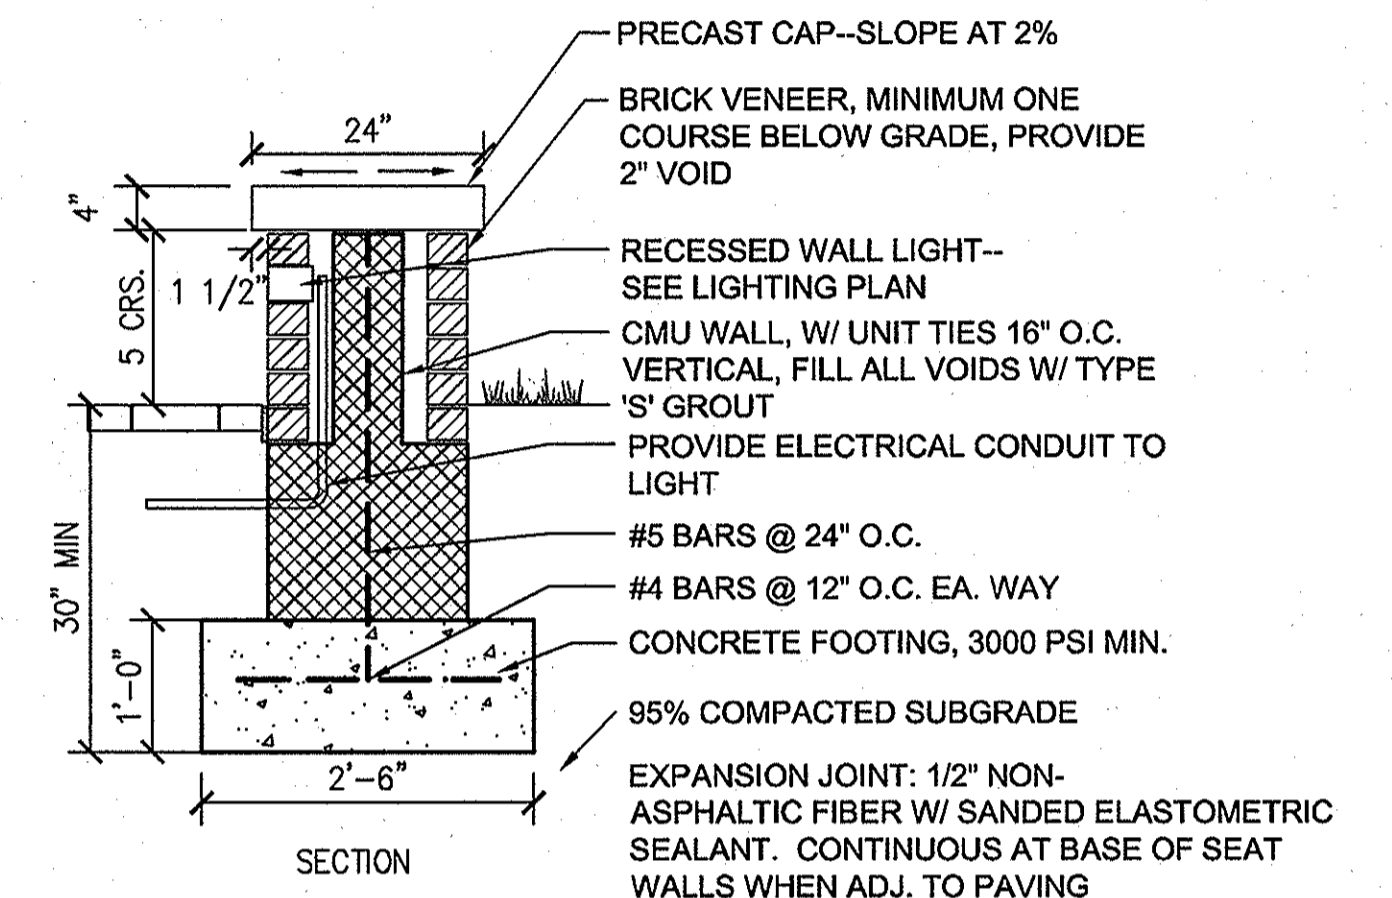 PRECAST CAP--SLOPE AT 2%
BRICK VENEER, MINIMUM ONE
COURSE BELOW GRADE, PROVIDE
2" VOID
24"
4"
5 CRS.
1 1/2"
RECESSED WALL LIGHT--
SEE LIGHTING PLAN
CMU WALL, W/ UNIT TIES 16" O.C.
VERTICAL, FILL ALL VOIDS W/ TYPE
'S' GROUT
PROVIDE ELECTRICAL CONDUIT TO
LIGHT
30" MIN
#5 BARS @ 24" O.C.
#4 BARS @ 12" O.C. EA. WAY
CONCRETE FOOTING, 3000 PSI MIN.
1'-0"
95% COMPACTED SUBGRADE
2'-6"
EXPANSION JOINT: 1/2" NON-
ASPHALTIC FIBER W/ SANDED ELASTOMETRIC
SEALANT. CONTINUOUS AT BASE OF SEAT
WALLS WHEN ADJ. TO PAVING
SECTION